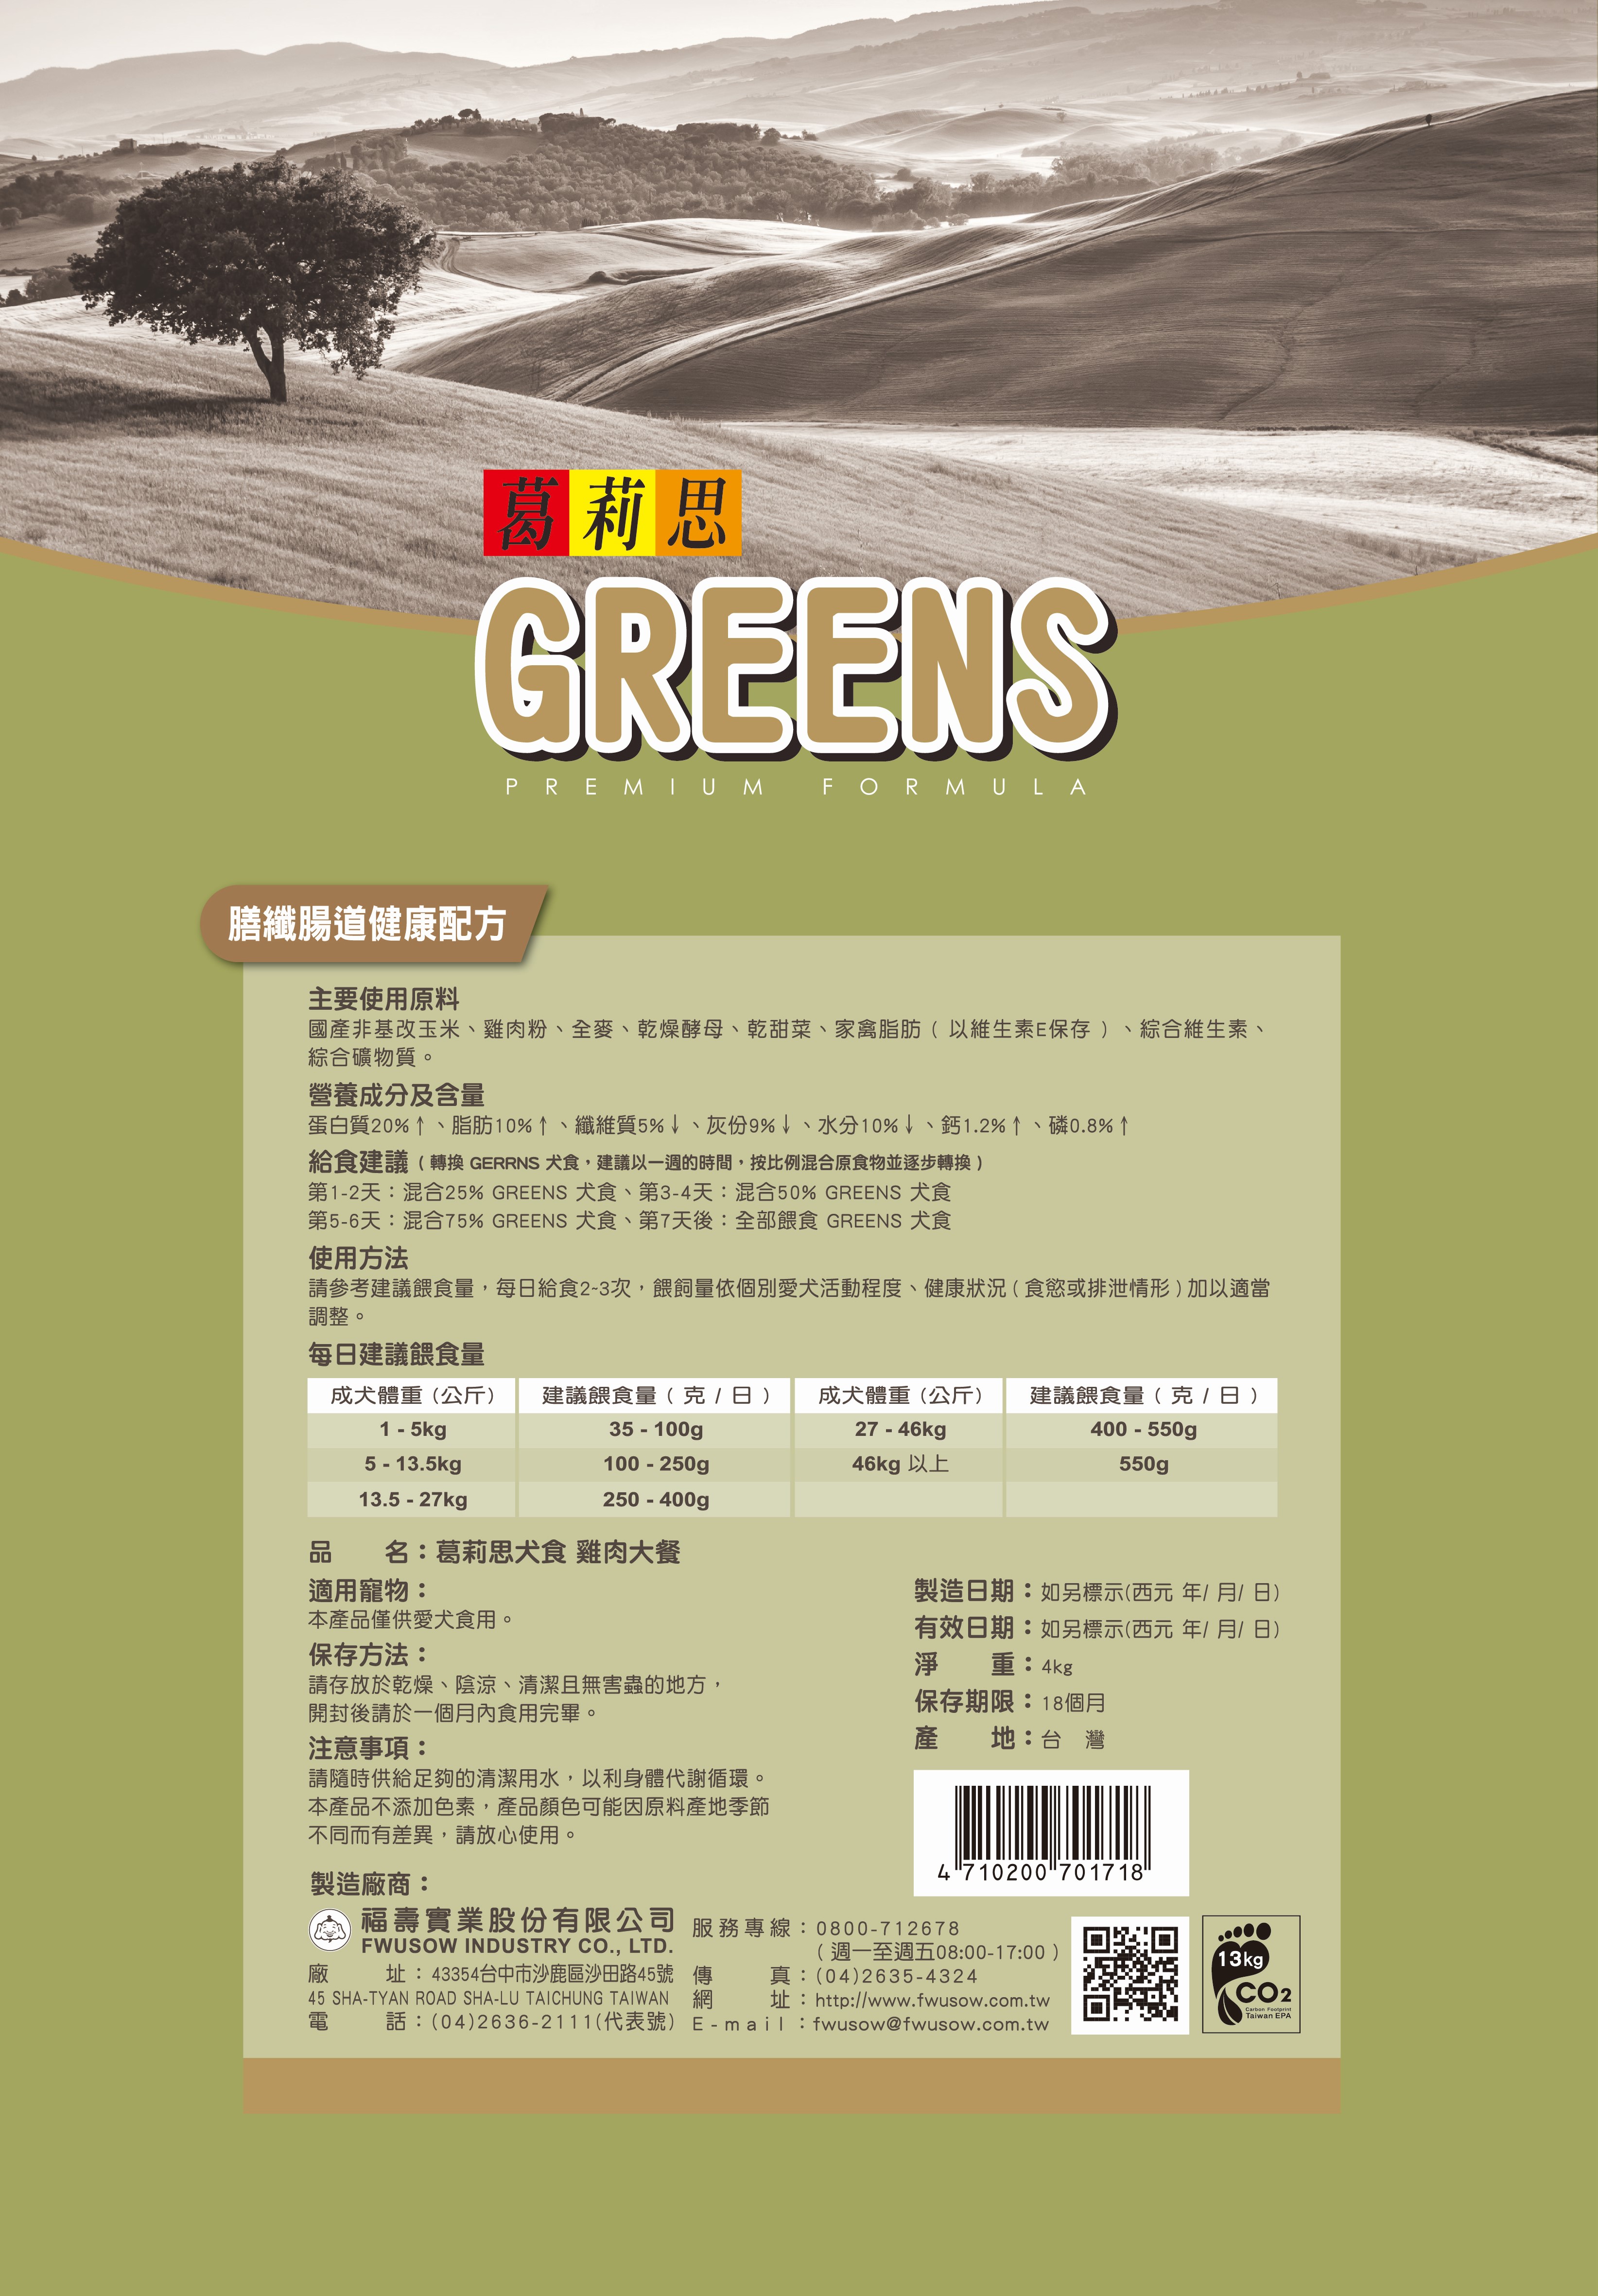 葛莉思
GREENS
PREMIUM FORMULA
膳纖腸道健康配方
主要使用原料
國產非基改玉米、雞肉粉、全麥、乾燥酵母、乾甜菜、家禽脂肪（以維生素E保存）、綜合維生素、
綜合礦物質。
營養成分及含量
蛋白質20%↑、脂肪10%↑、纖維質5%↓、灰份9%↓、水分10%↓、鈣1.2%↑、磷0.8%↑
給食建議（轉換 GERRNS 犬食，建議以一週的時間，按比例混合原食物並逐步轉換）
第1-2天：混合25% GREENS 犬食、第3-4天：混合50% GREENS 犬食
第5-6天：混合75% GREENS 犬食、第7天後：全部餵食 GREENS 犬食
使用方法
請參考建議餵食量，每日給食2~3次，餵飼量依個別愛犬活動程度、健康狀況（食慾或排泄情形）加以適當
調整。
每日建議餵食量
成犬體重（公斤） 建議餵食量（克 / 日） 成犬體重（公斤） 建議餵食量（克 / 日）
1 - 5kg 35 - 100g 27 - 46kg 400 - 550g
5 - 13.5kg 100 - 250g 46kg 以上 550g
13.5 - 27kg 250 - 400g
品　名：葛莉思犬食 雞肉大餐
適用寵物：
本產品僅供愛犬食用。
保存方法：
請存放於乾燥、陰涼、清潔且無害蟲的地方，
開封後請於一個月內食用完畢。
注意事項：
請隨時供給足夠的清潔用水，以利身體代謝循環。
本產品不添加色素，產品顏色可能因原料產地季節
不同而有差異，請放心使用。
製造日期：如另標示(西元 年/ 月/ 日)
有效日期：如另標示(西元 年/ 月/ 日)
淨　重：4kg
保存期限：18個月
產　地：台　灣
4 710200 701718
製造廠商：
福壽實業股份有限公司
FWUSOW INDUSTRY CO., LTD.
廠　址：43354台中市沙鹿區沙田路45號
45 SHA-TYAN ROAD SHA-LU TAICHUNG TAIWAN
電　話：(04)2636-2111(代表號)
服務專線：0800-712678
（週一至週五08:00-17:00）
傳　真：(04)2635-4324
網　址：http://www.fwusow.com.tw
E-mail：fwusow@fwusow.com.tw
13kg
CO2
Carbon Footprint
Taiwan EPA